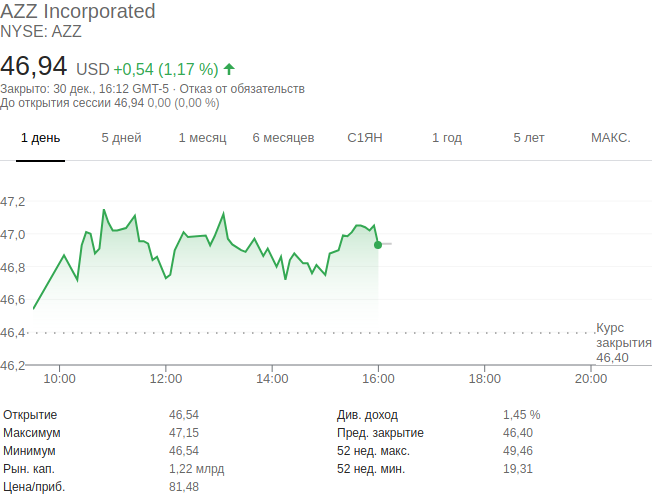 AZZ Incorporated
NYSE: AZZ
46,94 USD +0,54 (1,17 %)
Закрыто: 30 дек., 16:12 GMT-5 · Отказ от обязательств
До открытия сессии 46,94 0,00 (0,00 %)
1 день 5 дней 1 месяц 6 месяцев С1ЯН 1 год 5 лет МАКС.
47,2
47,0
46,8
46,6
46,4
Курс
закрытия
46,40
46,2
10:00 12:00 14:00 16:00 18:00 20:00
Открытие 46,54 Див. доход 1,45 %
Максимум 47,15 Пред. закрытие 46,40
Минимум 46,54 52 нед. макс. 49,46
Рын. кап. 1,22 млрд 52 нед. мин. 19,31
Цена/приб. 81,48